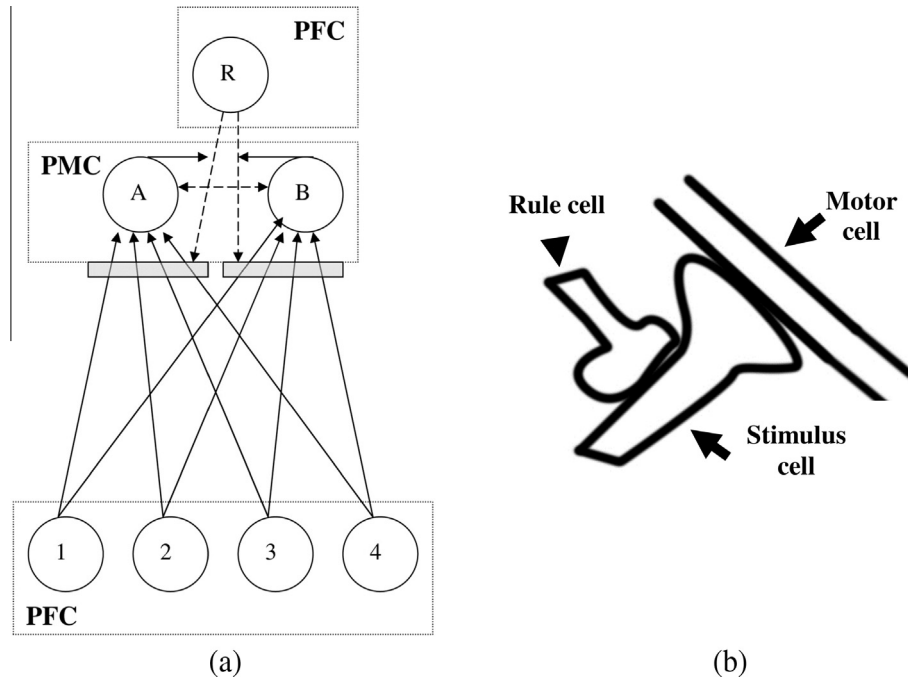 PFC
R
PMC
A
B
1
2
3
4
PFC
(a)
Rule cell
Motor
cell
Stimulus
cell
(b)